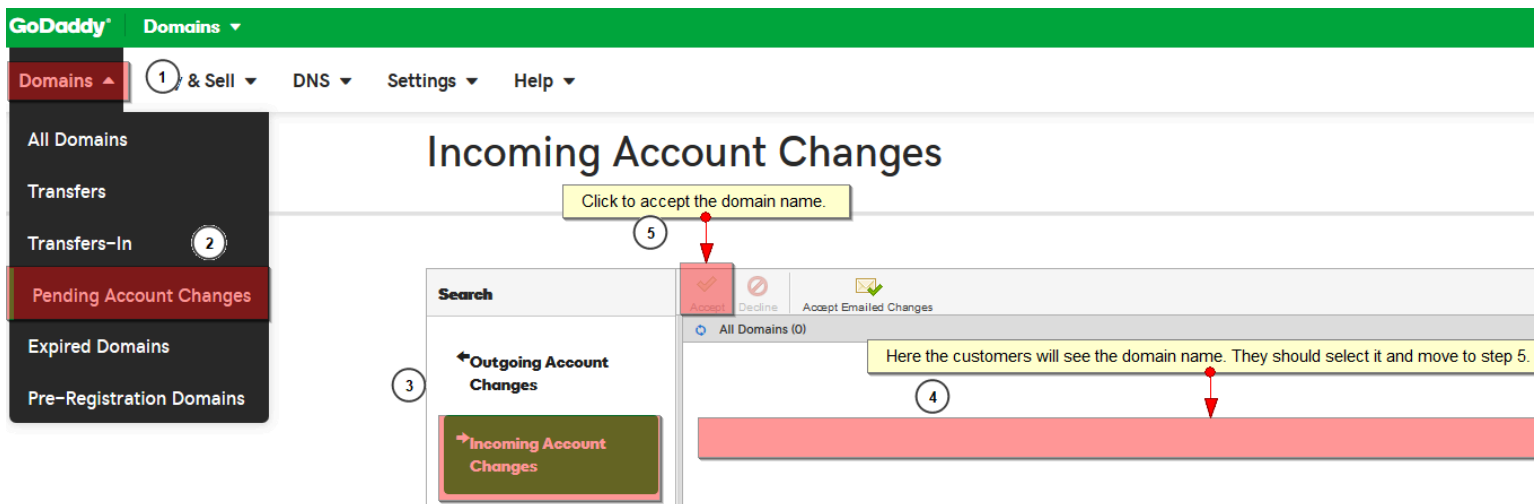 GoDaddy® Domains
Domains 1 & Sell DNS Settings Help
All Domains
Transfers
Transfers-In 2
Pending Account Changes
Expired Domains
Pre-Registration Domains
Incoming Account Changes
Click to accept the domain name.
5
Search
Accept Decline Accept Emailed Changes
All Domains (0)
Here the customers will see the domain name. They should select it and move to step 5.
3
Outgoing Account
Changes
4
Incoming Account
Changes